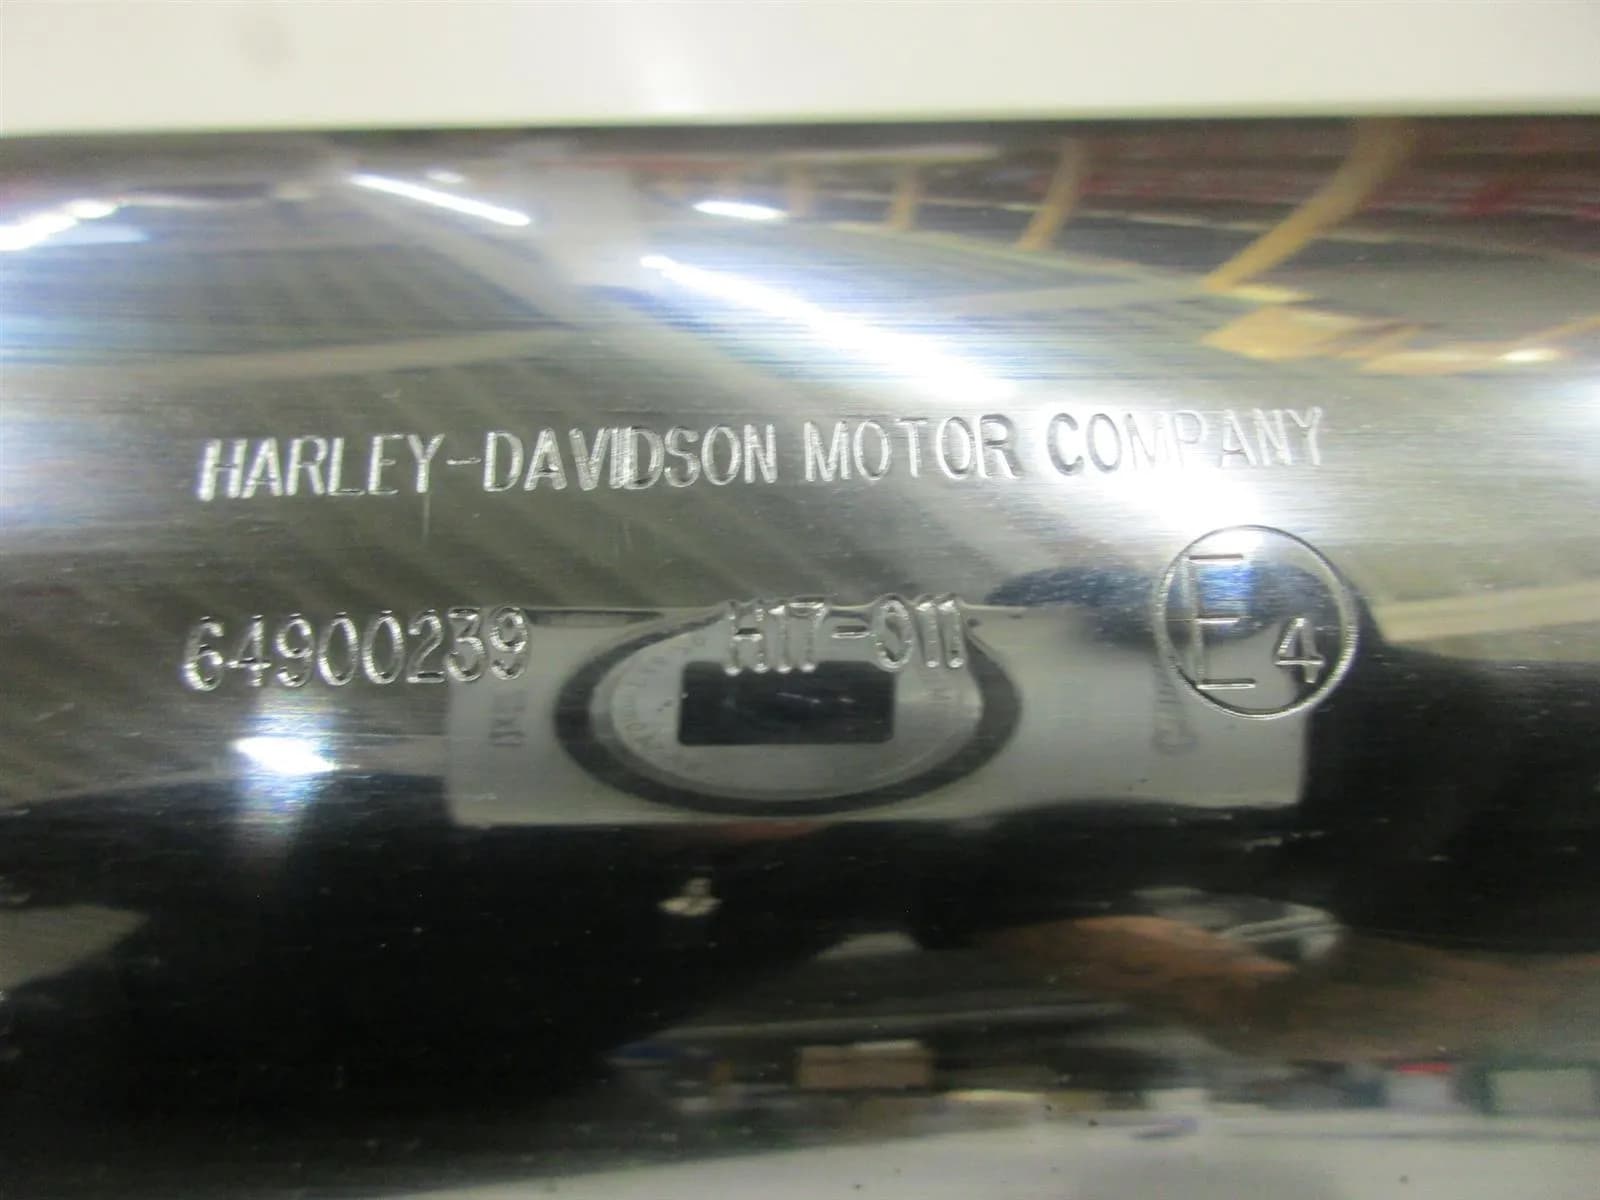 HARLEY-DAVIDSON MOTOR COMPANY
64900239 H17-011 E4